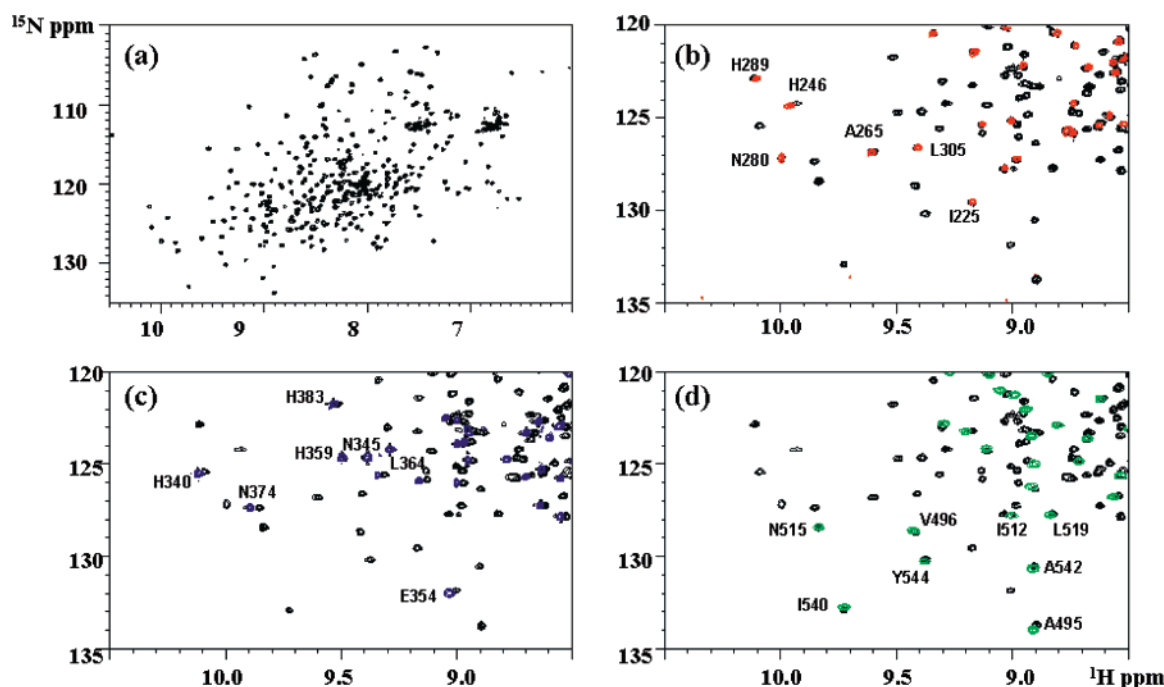 ¹⁵N ppm
(a)
110
120
130
10 9 8 7
120
(b)
H289
H246
125
A265
N280
L305
I225
130
135
10.0 9.5 9.0
120
(c)
H383
H359 N345
125
L364
H340
N374
130
E354
135
10.0 9.5 9.0
120
(d)
125
N515 V496 I512 L519
130
Y544 A542
I540
A495
135
10.0 9.5 9.0 ¹H ppm